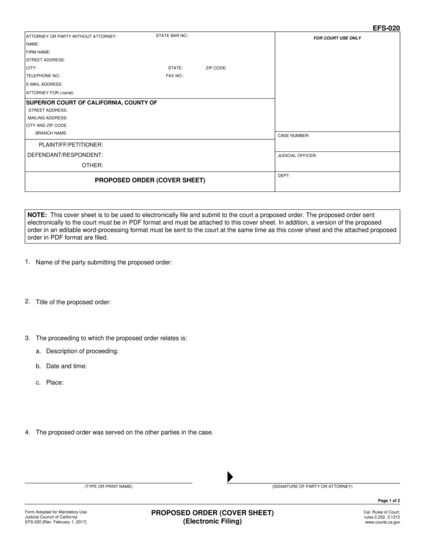 EFS-020
ATTORNEY OR PARTY WITHOUT ATTORNEY: STATE BAR NO.:
NAME:
FIRM NAME:
STREET ADDRESS:
CITY: STATE: ZIP CODE:
TELEPHONE NO.: FAX NO.:
E-MAIL ADDRESS:
ATTORNEY FOR (name):
FOR COURT USE ONLY
SUPERIOR COURT OF CALIFORNIA, COUNTY OF
STREET ADDRESS:
MAILING ADDRESS:
CITY AND ZIP CODE:
BRANCH NAME:
CASE NUMBER:
PLAINTIFF/PETITIONER:
DEFENDANT/RESPONDENT:
OTHER:
JUDICIAL OFFICER:
PROPOSED ORDER (COVER SHEET)
DEPT:
NOTE: This cover sheet is to be used to electronically file and submit to the court a proposed order. The proposed order sent
electronically to the court must be in PDF format and must be attached to this cover sheet. In addition, a version of the proposed
order in an editable word-processing format must be sent to the court at the same time as this cover sheet and the attached proposed
order in PDF format are filed.
1. Name of the party submitting the proposed order:
2. Title of the proposed order:
3. The proceeding to which the proposed order relates is:
a. Description of proceeding:
b. Date and time:
c. Place:
4. The proposed order was served on the other parties in the case.
(TYPE OR PRINT NAME) (SIGNATURE OF PARTY OR ATTORNEY)
Page 1 of 2
Form Adopted for Mandatory Use
Judicial Council of California
EFS-020 [Rev. February 1, 2017]
PROPOSED ORDER (COVER SHEET)
(Electronic Filing)
Cal. Rules of Court,
rules 2.252, 3.1312
www.courts.ca.gov